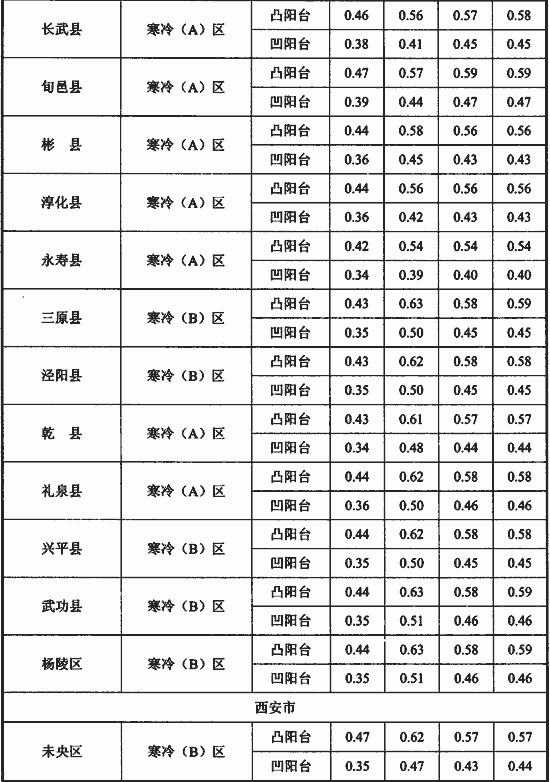 长武县 寒冷（A）区 凸阳台 0.46 0.56 0.57 0.58
凹阳台 0.38 0.41 0.45 0.45
旬邑县 寒冷（A）区 凸阳台 0.47 0.57 0.59 0.59
凹阳台 0.39 0.44 0.47 0.47
彬 县 寒冷（A）区 凸阳台 0.44 0.58 0.56 0.56
凹阳台 0.36 0.45 0.43 0.43
淳化县 寒冷（A）区 凸阳台 0.44 0.56 0.56 0.56
凹阳台 0.36 0.42 0.43 0.43
永寿县 寒冷（A）区 凸阳台 0.42 0.54 0.54 0.54
凹阳台 0.34 0.39 0.40 0.40
三原县 寒冷（B）区 凸阳台 0.43 0.63 0.58 0.59
凹阳台 0.35 0.50 0.45 0.45
泾阳县 寒冷（B）区 凸阳台 0.43 0.62 0.58 0.58
凹阳台 0.35 0.50 0.45 0.45
乾 县 寒冷（A）区 凸阳台 0.43 0.61 0.57 0.57
凹阳台 0.34 0.48 0.44 0.44
礼泉县 寒冷（A）区 凸阳台 0.44 0.62 0.58 0.58
凹阳台 0.36 0.50 0.46 0.46
兴平县 寒冷（B）区 凸阳台 0.44 0.62 0.58 0.58
凹阳台 0.35 0.50 0.45 0.45
武功县 寒冷（B）区 凸阳台 0.44 0.63 0.58 0.59
凹阳台 0.35 0.51 0.46 0.46
杨陵区 寒冷（B）区 凸阳台 0.44 0.63 0.58 0.59
凹阳台 0.35 0.51 0.46 0.46
西安市
未央区 寒冷（B）区 凸阳台 0.47 0.62 0.57 0.57
凹阳台 0.35 0.47 0.43 0.44